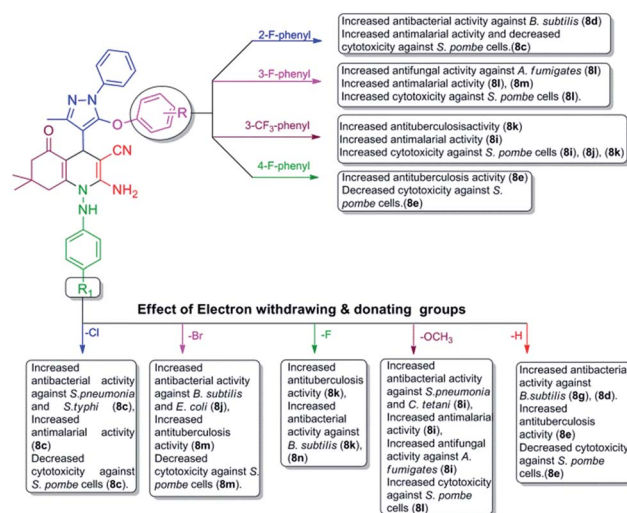 2-F-phenyl
Increased antibacterial activity against B. subtilis (8d)
Increased antimalarial activity and decreased
cytotoxicity against S. pombe cells.(8c)
3-F-phenyl
Increased antifungal activity against A. fumigates (8l)
Increased antimalarial activity (8l), (8m)
Increased cytotoxicity against S. pombe cells (8l).
3-CF3-phenyl
Increased antituberculosisactivity (8k)
Increased antimalarial activity (8i)
Increased cytotoxicity against S. pombe cells (8i), (8j), (8k)
4-F-phenyl
Increased antituberculosis activity (8e)
Decreased cytotoxicity against S.
pombe cells.(8e)
N
N
CH3
O
R
O
CN
N
NH2
NH
R1
Effect of Electron withdrawing & donating groups
-Cl
-Br
-F
-OCH3
-H
Increased
antibacterial activity
against S.pneumonia
and S.typhi (8c),
Increased
antimalarial activity
(8c)
Decreased
cytotoxicity against
S. pombe cells (8c).
Increased
antibacterial activity
against B. subtilis
and E. coli (8j),
Increased
antituberculosis
activity (8m)
Decreased
cytotoxicity against S.
pombe cells (8m).
Increased
antituberculosis
activity (8k),
Increased
antibacterial
activity against
B. subtilis (8k),
(8n)
Increased
antibacterial activity
against S.pneumonia
and C. tetani (8i),
Increased antimalarial
activity (8i),
Increased antifungal
activity against A.
fumigates (8i)
Increased cytotoxicity
against S. pombe cells
(8l)
Increased antibacterial
activity against
B.subtilis (8g), (8d).
Increased
antituberculosis activity
(8e)
Decreased cytotoxicity
against S. pombe
cells.(8e)